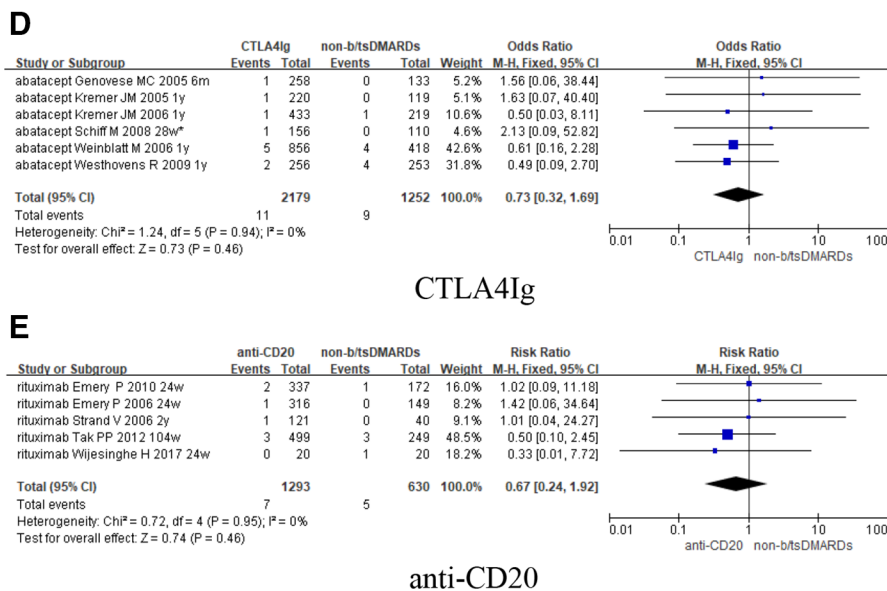 D
CTLA4Ig non-b/tsDMARDs Odds Ratio Odds Ratio
Study or Subgroup Events Total Events Total Weight M-H, Fixed, 95% CI M-H, Fixed, 95% CI
abatacept Genovese MC 2005 6m 1 258 0 133 5.2% 1.56 [0.06, 38.44]
abatacept Kremer JM 2005 1y 1 220 0 119 5.1% 1.63 [0.07, 40.40]
abatacept Kremer JM 2006 1y 1 433 1 219 10.6% 0.50 [0.03, 8.11]
abatacept Schiff M 2008 28w* 1 156 0 110 4.6% 2.13 [0.09, 52.82]
abatacept Weinblatt M 2006 1y 5 856 4 418 42.6% 0.61 [0.16, 2.28]
abatacept Westhovens R 2009 1y 2 256 4 253 31.8% 0.49 [0.09, 2.70]
Total (95% CI) 2179 1252 100.0% 0.73 [0.32, 1.69]
Total events 11 9
Heterogeneity: Chi² = 1.24, df = 5 (P = 0.94); I² = 0%
Test for overall effect: Z = 0.73 (P = 0.46)
0.01 0.1 1 10 100
CTLA4Ig non-b/tsDMARDs
CTLA4Ig
E
anti-CD20 non-b/tsDMARDs Risk Ratio Risk Ratio
Study or Subgroup Events Total Events Total Weight M-H, Fixed, 95% CI M-H, Fixed, 95% CI
rituximab Emery P 2010 24w 2 337 1 172 16.0% 1.02 [0.09, 11.18]
rituximab Emery P 2006 24w 1 316 0 149 8.2% 1.42 [0.06, 34.64]
rituximab Strand V 2006 2y 1 121 0 40 9.1% 1.01 [0.04, 24.27]
rituximab Tak PP 2012 104w 3 499 3 249 48.5% 0.50 [0.10, 2.45]
rituximab Wijesinghe H 2017 24w 0 20 1 20 18.2% 0.33 [0.01, 7.72]
Total (95% CI) 1293 630 100.0% 0.67 [0.24, 1.92]
Total events 7 5
Heterogeneity: Chi² = 0.72, df = 4 (P = 0.95); I² = 0%
Test for overall effect: Z = 0.74 (P = 0.46)
0.01 0.1 1 10 100
anti-CD20 non-b/tsDMARDs
anti-CD20